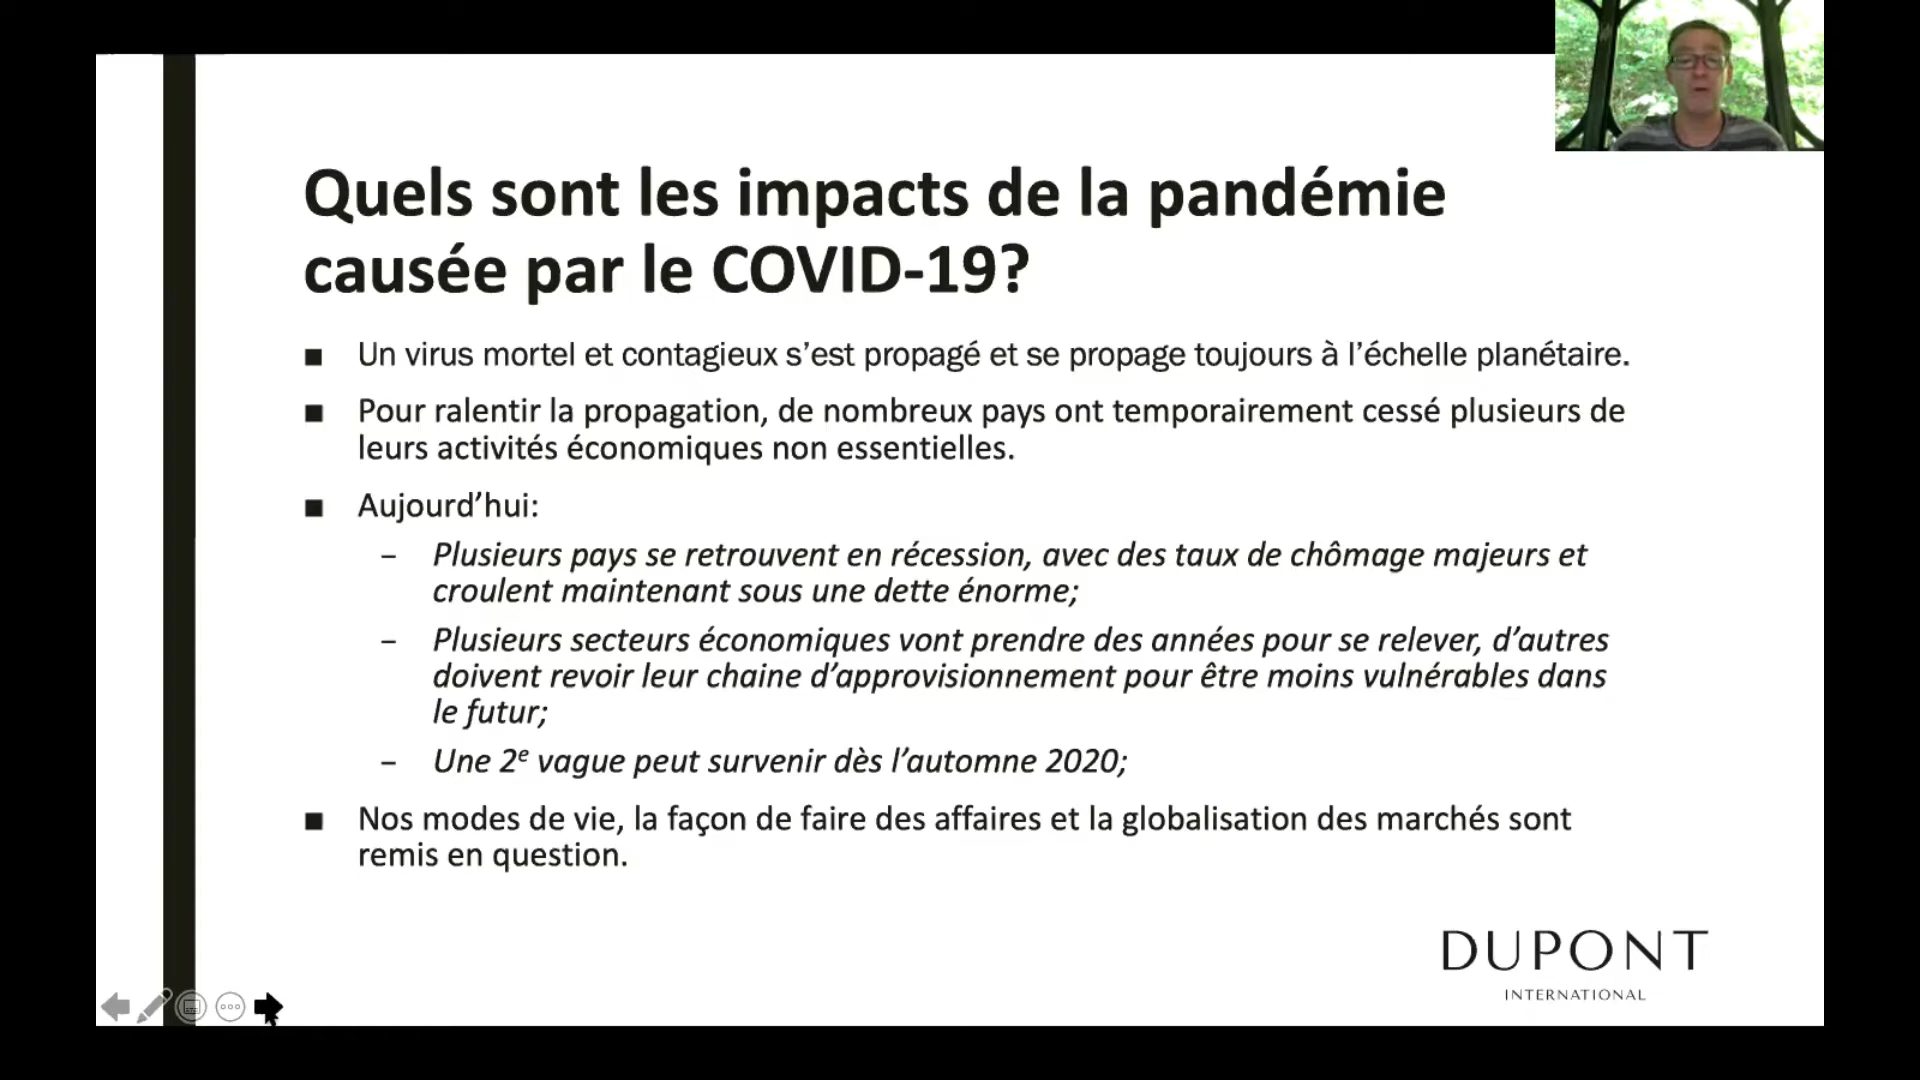 Quels sont les impacts de la pandémie
causée par le COVID-19?
■ Un virus mortel et contagieux s’est propagé et se propage toujours à l’échelle planétaire.
■ Pour ralentir la propagation, de nombreux pays ont temporairement cessé plusieurs de
leurs activités économiques non essentielles.
■ Aujourd’hui:
– Plusieurs pays se retrouvent en récession, avec des taux de chômage majeurs et
croulent maintenant sous une dette énorme;
– Plusieurs secteurs économiques vont prendre des années pour se relever, d’autres
doivent revoir leur chaine d’approvisionnement pour être moins vulnérables dans
le futur;
– Une 2e vague peut survenir dès l’automne 2020;
■ Nos modes de vie, la façon de faire des affaires et la globalisation des marchés sont
remis en question.
DUPONT
INTERNATIONAL